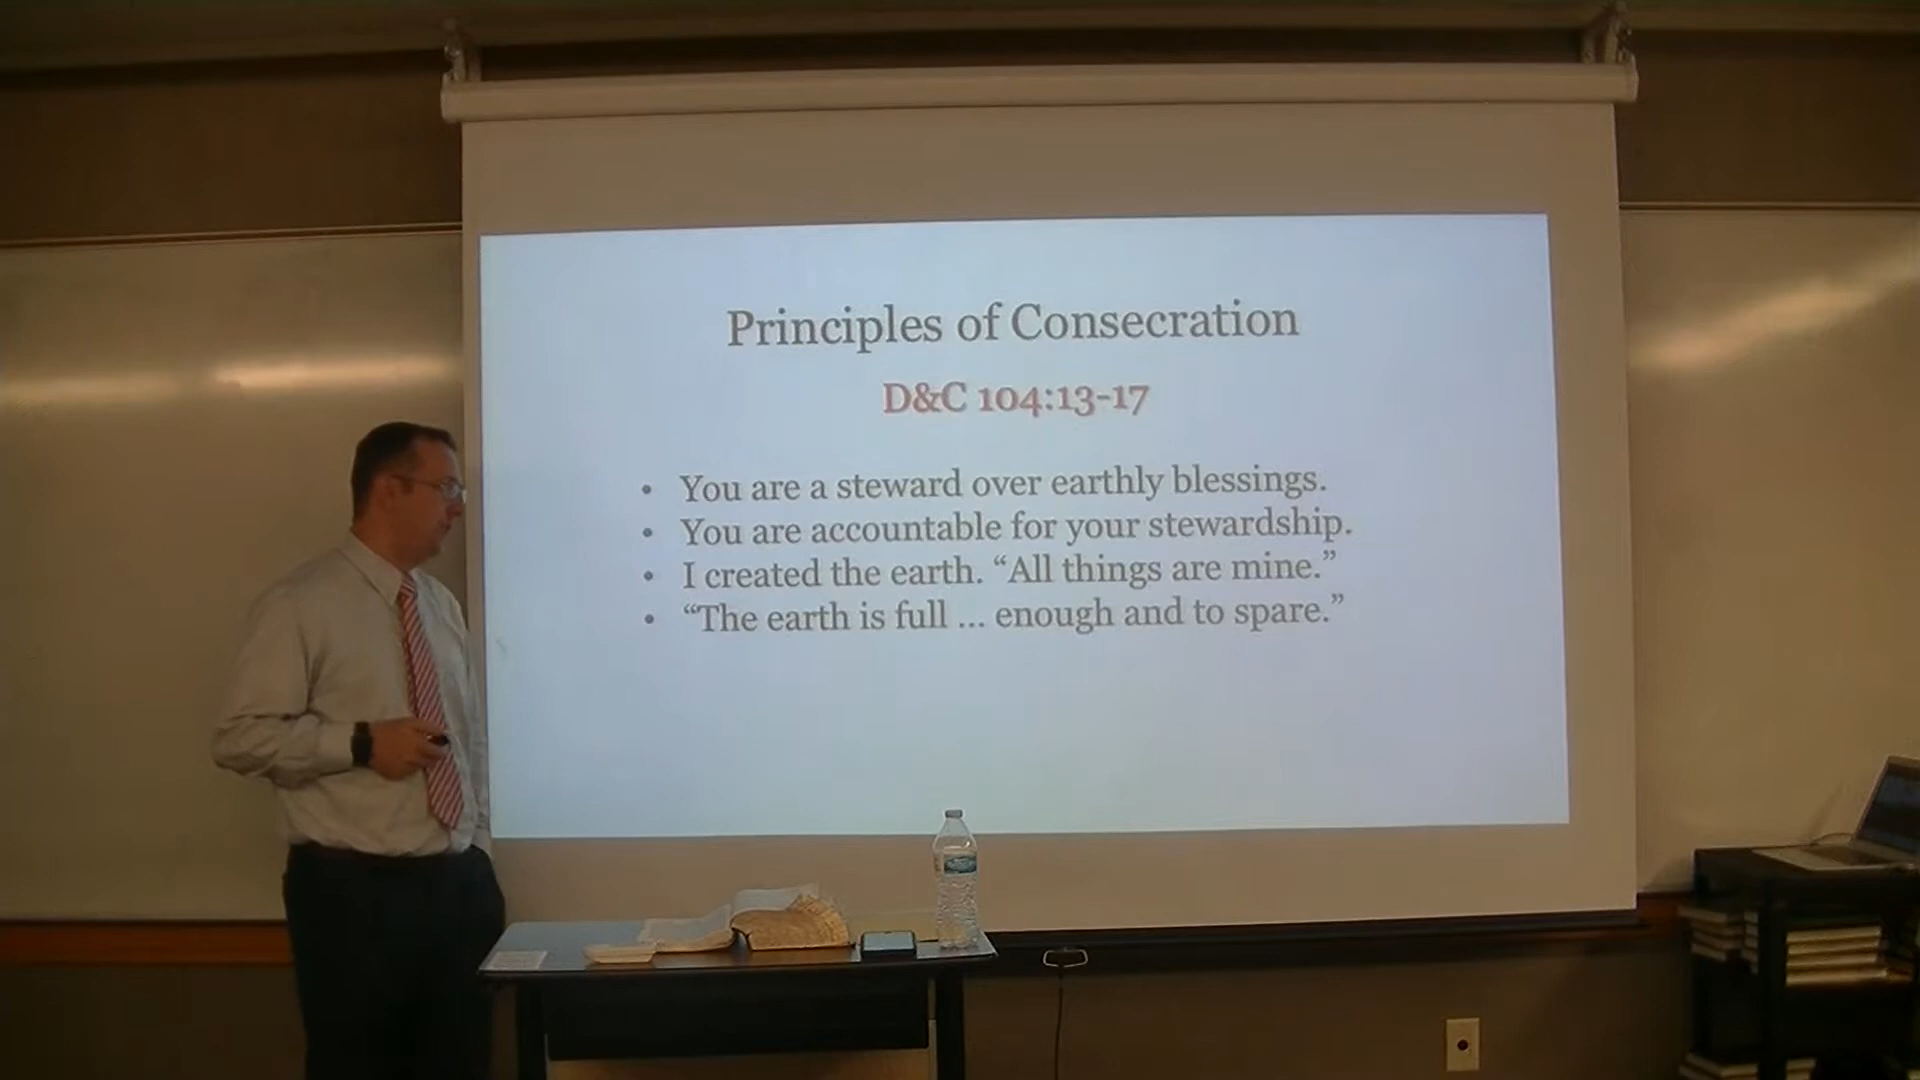 Principles of Consecration
D&C 104:13-17
• You are a steward over earthly blessings.
• You are accountable for your stewardship.
• I created the earth. “All things are mine.”
• “The earth is full ... enough and to spare.”